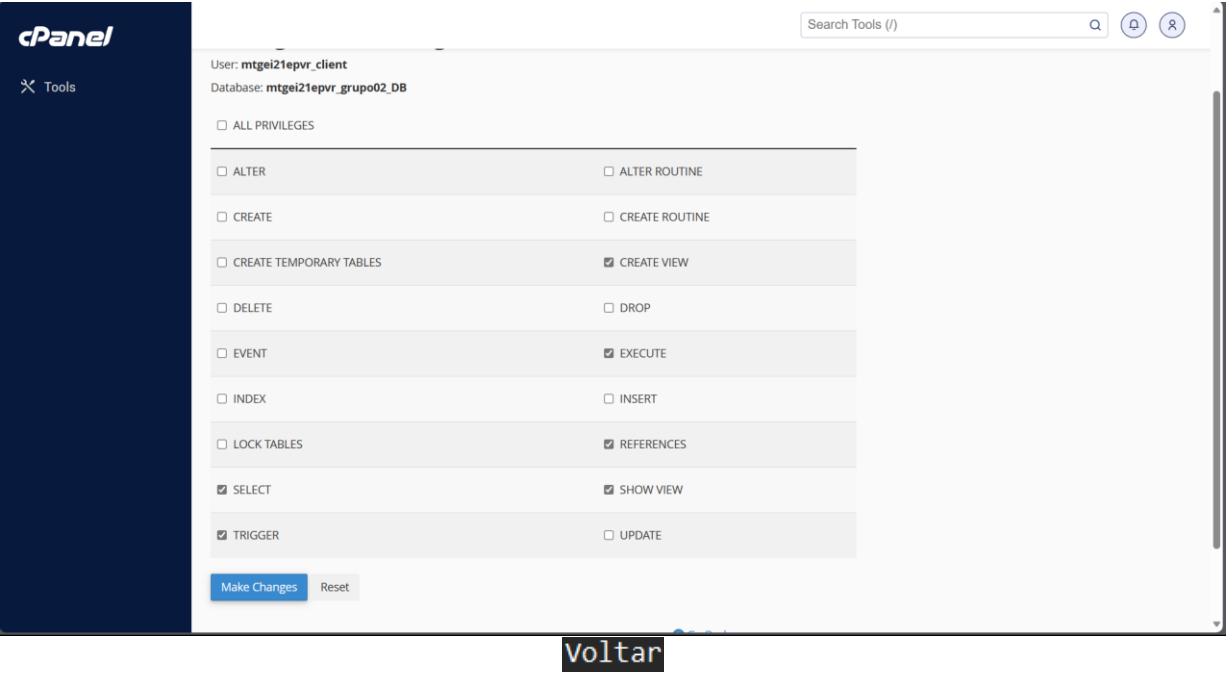 cPanel
Search Tools (/)
Tools
User: mtgei21epvr_client
Database: mtgei21epvr_grupo02_DB
ALL PRIVILEGES
ALTER ALTER ROUTINE
CREATE CREATE ROUTINE
CREATE TEMPORARY TABLES CREATE VIEW
DELETE DROP
EVENT EXECUTE
INDEX INSERT
LOCK TABLES REFERENCES
SELECT SHOW VIEW
TRIGGER UPDATE
Make Changes Reset
Voltar